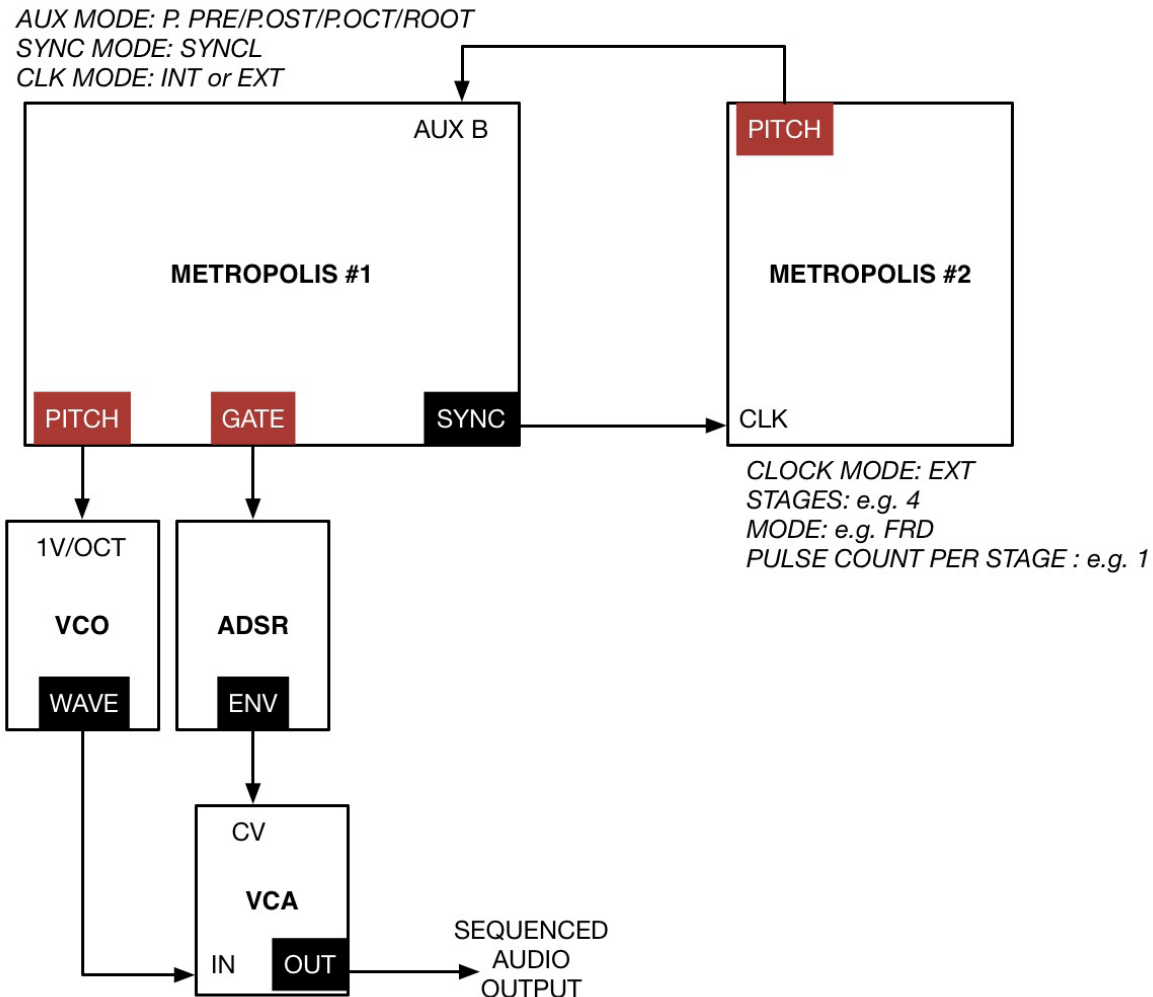 AUX MODE: P. PRE/P.OST/P.OCT/ROOT
SYNC MODE: SYNCL
CLK MODE: INT or EXT
AUX B
PITCH
METROPOLIS #1
METROPOLIS #2
PITCH
GATE
SYNC
CLK
CLOCK MODE: EXT
STAGES: e.g. 4
MODE: e.g. FRD
PULSE COUNT PER STAGE : e.g. 1
1V/OCT
VCO
ADSR
WAVE
ENV
CV
VCA
IN
OUT
SEQUENCED
AUDIO
OUTPUT